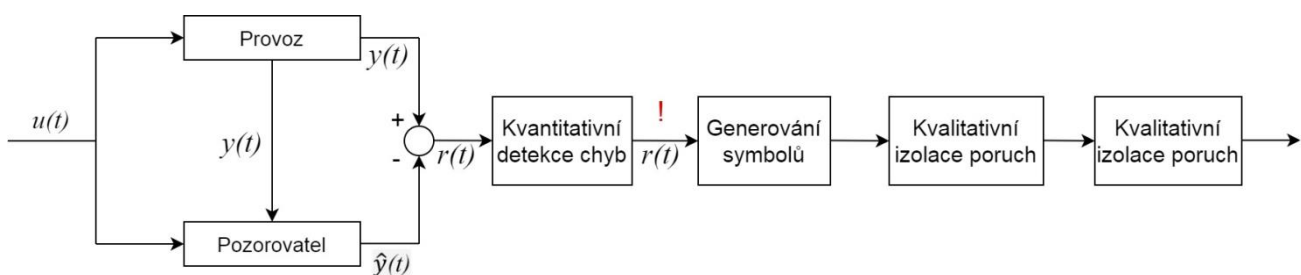 Provoz
y(t)
u(t)
y(t)
+
-
r(t)
Kvantitativní
detekce chyb
!
r(t)
Generování
symbolů
Kvalitativní
izolace poruch
Kvalitativní
izolace poruch
Pozorovatel
ŷ(t)